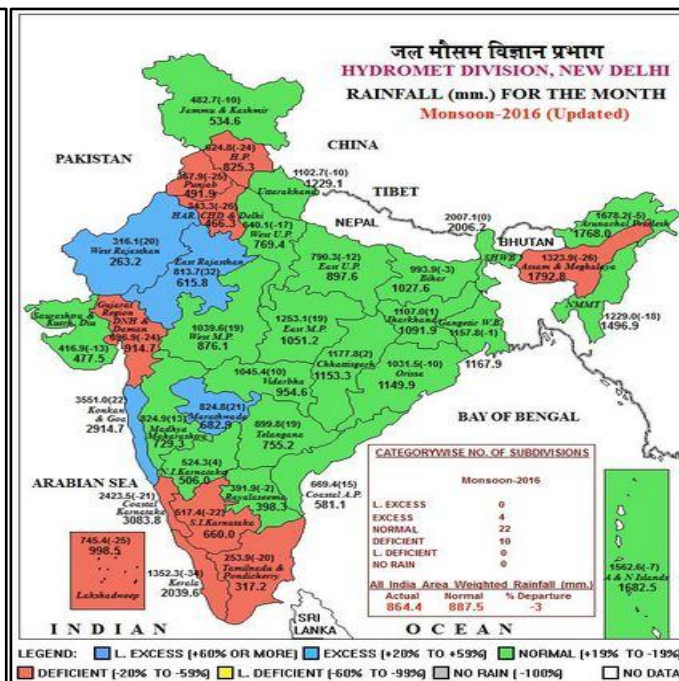 जल मौसम विज्ञान प्रभाग
HYDROMET DIVISION, NEW DELHI
RAINFALL (mm.) FOR THE MONTH
Monsoon-2016 (Updated)
482.7(-10)
Jammu & Kashmir
534.6
CHINA
PAKISTAN
624.8(-24)
H.P.
825.3
367.9(-25)
Punjab
491.9
1102.7(-10)
Uttarakhand
1229.1
TIBET
343.3(-26)
HAR. CHD & Delhi
466.3
NEPAL
640.1(-17)
West U.P.
769.4
2007.1(0)
2006.2
SHWB
BHUTAN
1678.2(-5)
Arunachal Pradesh
1768.0
316.1(20)
West Rajasthan
263.2
East Rajasthan
813.7(32)
615.8
790.3(-12)
East U.P.
897.6
993.9(-3)
Bihar
1027.6
1323.9(-26)
Assam & Meghalaya
1792.8
NMMT
1229.0(-18)
1496.9
Saurashtra &
Kutch, Diu
416.9(-13)
477.5
Gujarat
Region
DNH &
Daman
696.9(-24)
914.7
1039.6(19)
West M.P.
876.1
1253.1(19)
East M.P.
1051.2
1107.0(1)
Jharkhand
1091.9
Gangetic W.B.
1157.8(-1)
1167.9
1177.8(2)
Chhattisgarh
1153.3
1031.5(-10)
Orissa
1149.9
1045.4(10)
Vidarbha
954.6
3551.0(22)
Konkan
& Goa
2914.7
824.9(13)
Madhya
Maharashtra
729.3
824.8(21)
Marathwada
682.9
899.8(19)
Telangana
755.2
BAY OF BENGAL
ARABIAN SEA
524.3(4)
N.I.Karnataka
506.0
391.9(-2)
Rayalaseema
398.3
669.4(15)
Coastal A.P.
581.1
2423.5(-21)
Coastal
Karnataka
3083.8
517.4(-22)
S.I.Karnataka
660.0
745.4(-25)
998.5
Lakshadweep
1352.3(-34)
Kerala
2039.6
253.9(-20)
Tamilnadu &
Pondicherry
317.2
CATEGORYWISE NO. OF SUBDIVISIONS
Monsoon-2016
L. EXCESS 0
EXCESS 4
NORMAL 22
DEFICIENT 10
L. DEFICIENT 0
NO RAIN 0
All India Area Weighted Rainfall (mm.)
Actual Normal % Departure
864.4 887.5 -3
1562.6(-7)
A & N Islands
1682.5
SRI
LANKA
INDIAN OCEAN
LEGEND: L. EXCESS (+60% OR MORE) EXCESS (+20% TO +59%) NORMAL (+19% TO -19%)
DEFICIENT (-20% TO -59%) L. DEFICIENT (-60% TO -99%) NO RAIN (-100%) NO DATA